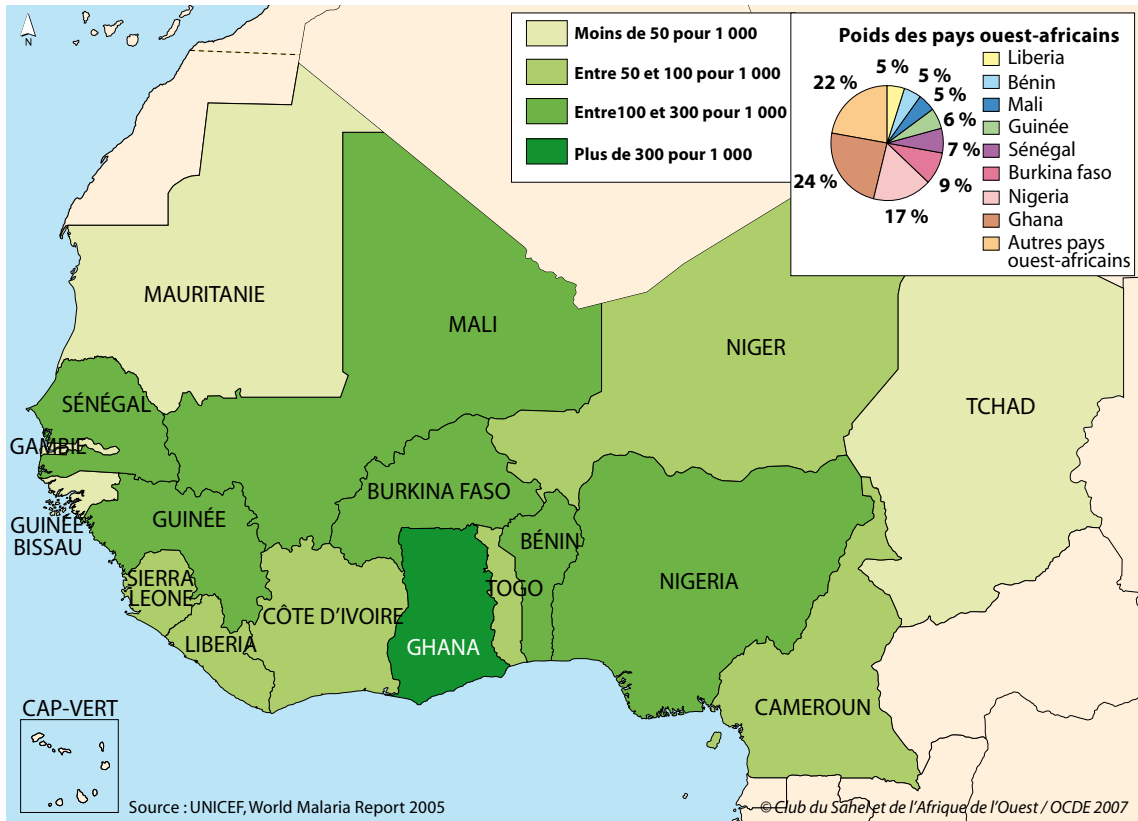 N
Moins de 50 pour 1 000
Entre 50 et 100 pour 1 000
Entre100 et 300 pour 1 000
Plus de 300 pour 1 000
Poids des pays ouest-africains
Liberia
Bénin
Mali
Guinée
Sénégal
Burkina faso
Nigeria
Ghana
Autres pays
ouest-africains
5 %
5 %
5 %
6 %
7 %
9 %
17 %
24 %
22 %
MAURITANIE
MALI
NIGER
TCHAD
SÉNÉGAL
GAMBIE
GUINÉE
BISSAU
GUINÉE
BURKINA FASO
BÉNIN
NIGERIA
SIERRA
LEONE
LIBERIA
CÔTE D'IVOIRE
GHANA
TOGO
CAMEROUN
CAP-VERT
Source : UNICEF, World Malaria Report 2005
© Club du Sahel et de l'Afrique de l'Ouest / OCDE 2007